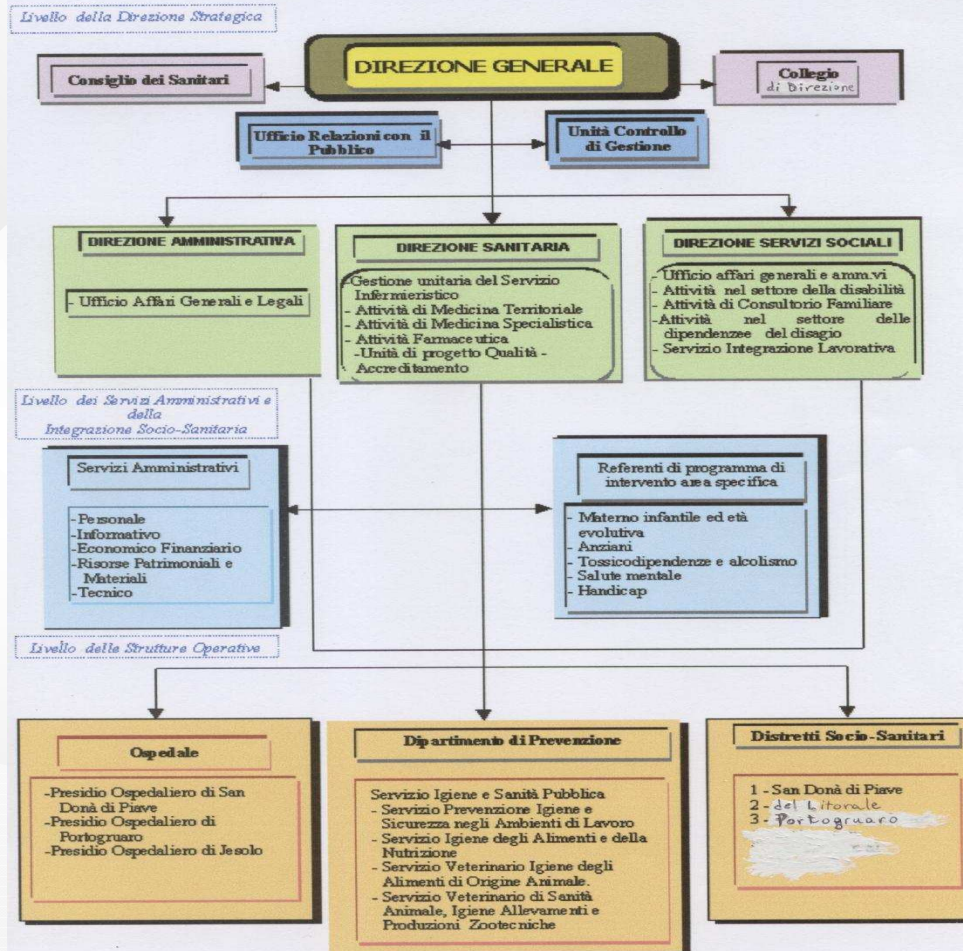 Livello della Direzione Strategica
DIREZIONE GENERALE
Consiglio dei Sanitari
Collegio
di Direzione
Ufficio Relazioni con il
Pubblico
Unità Controllo
di Gestione
DIREZIONE AMMINISTRATIVA
- Ufficio Affari Generali e Legali
DIREZIONE SANITARIA
-Gestione unitaria del Servizio
Infermieristico
- Attività di Medicina Territoriale
- Attività di Medicina Specialistica
- Attività Farmaceutica
-Unità di progetto Qualità -
Accreditamento
DIREZIONE SERVIZI SOCIALI
- Ufficio affari generali e amm.vi
- Attività nel settore della disabilità
- Attività di Consultorio Familiare
-Attività nel settore delle
dipendenzee del disagio
- Servizio Integrazione Lavorativa
Livello dei Servizi Amministrativi e
della
Integrazione Socio-Sanitaria
Servizi Amministrativi
-Personale
-Informativo
-Economico Finanziario
-Risorse Patrimoniali e
Materiali
-Tecnico
Referenti di programma di
intervento area specifica
- Materno infantile ed età
evolutiva
- Anziani
- Tossicodipendenze e alcolismo
- Salute mentale
- Handicap
Livello delle Strutture Operative
Ospedale
-Presidio Ospedaliero di San
Donà di Piave
-Presidio Ospedaliero di
Portogruaro
-Presidio Ospedaliero di Jesolo
Dipartimento di Prevenzione
Servizio Igiene e Sanità Pubblica
- Servizio Prevenzione Igiene e
Sicurezza negli Ambienti di Lavoro
- Servizio Igiene degli Alimenti e della
Nutrizione
- Servizio Veterinario Igiene degli
Alimenti di Origine Animale.
- Servizio Veterinario di Sanità
Animale, Igiene Allevamenti e
Produzioni Zootecniche
Distretti Socio-Sanitari
1 - San Donà di Piave
2 - del Litorale
3 - Portogruaro